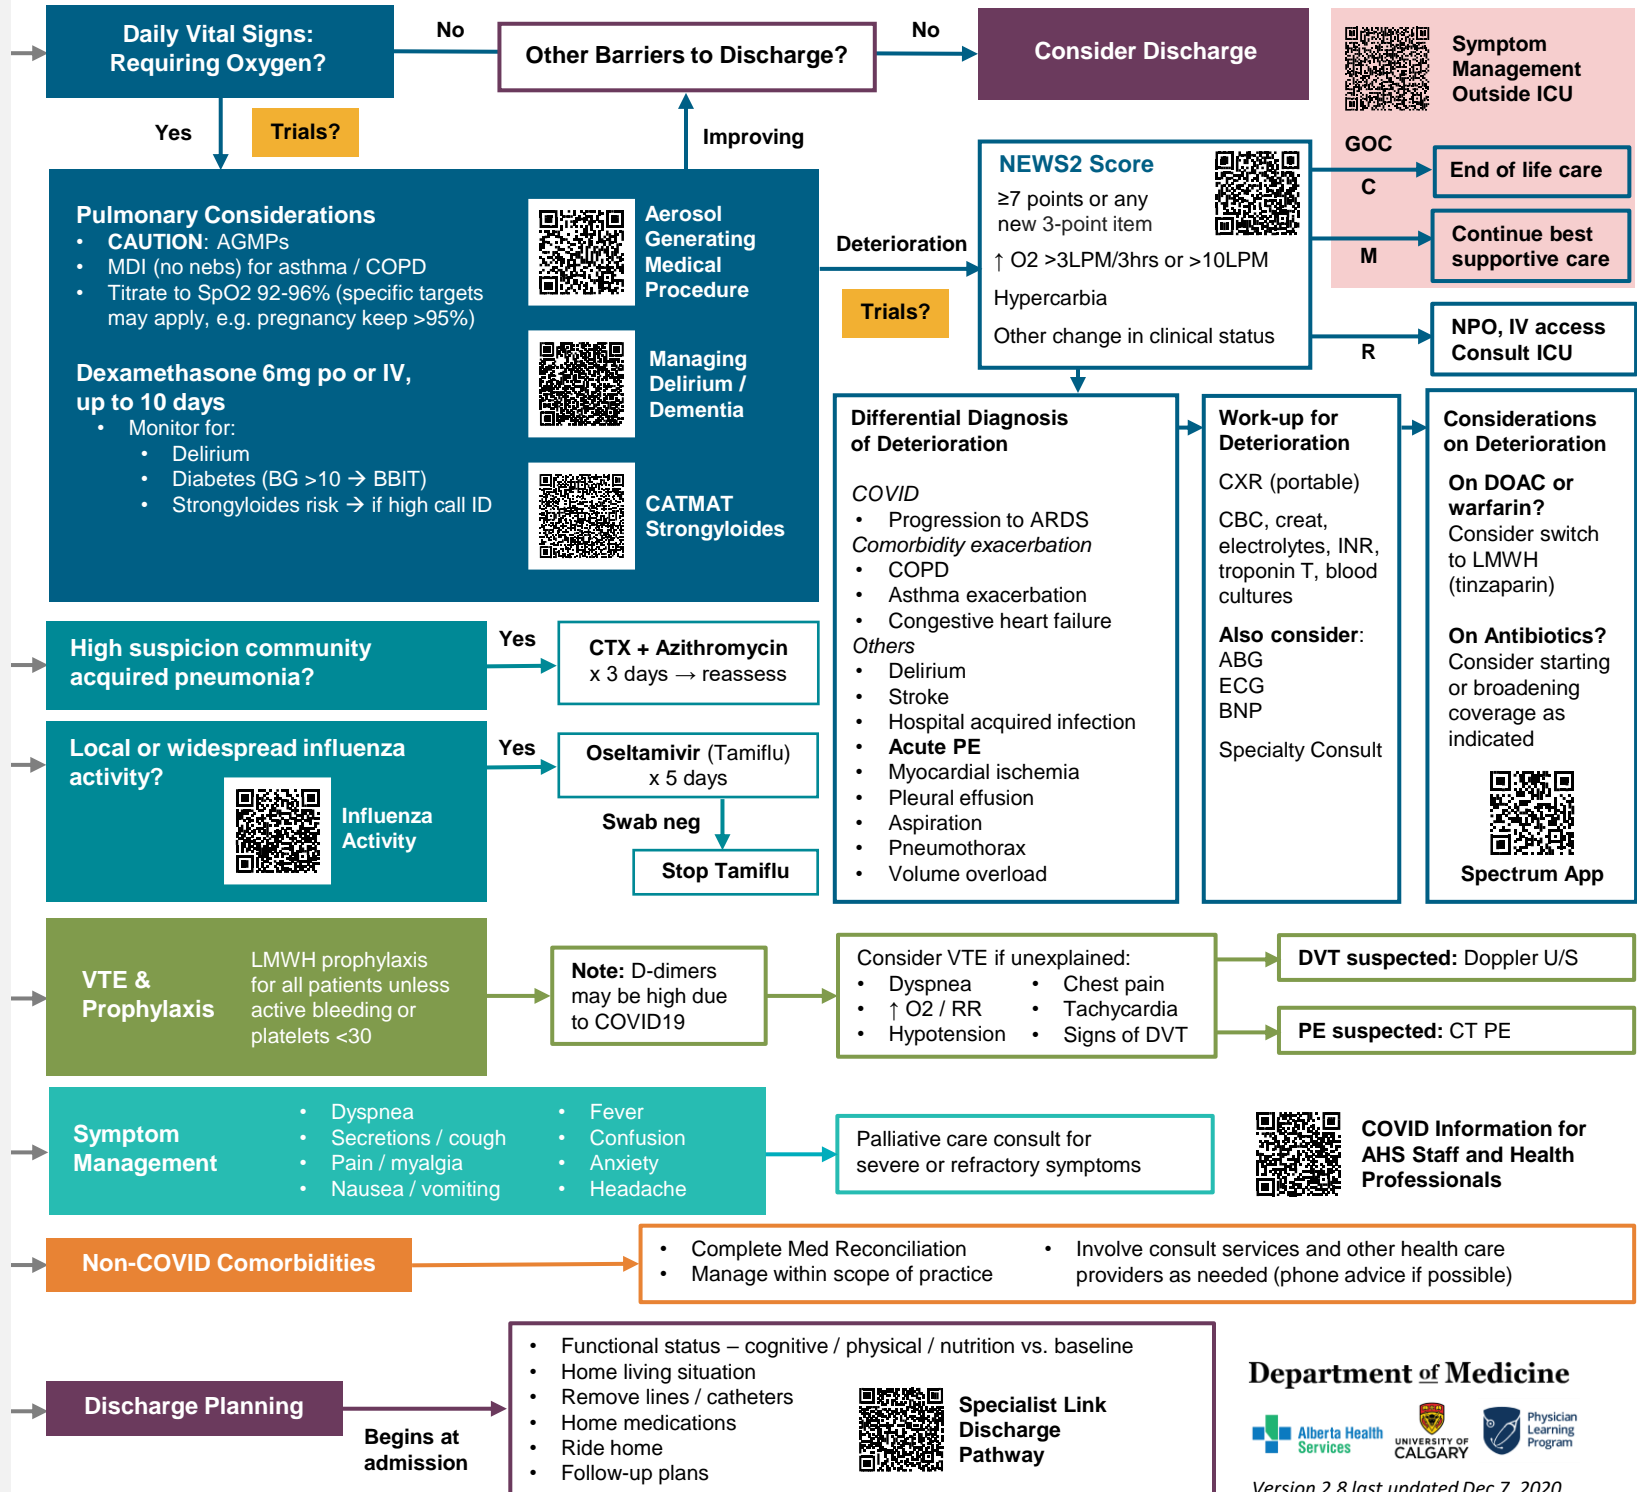 Daily Vital Signs:
Requiring Oxygen?
No
Other Barriers to Discharge?
No
Consider Discharge
Symptom
Management
Outside ICU
Yes
Trials?
Improving
Pulmonary Considerations
• CAUTION: AGMPs
• MDI (no nebs) for asthma / COPD
• Titrate to SpO2 92-96% (specific targets
may apply, e.g. pregnancy keep >95%)
Dexamethasone 6mg po or IV,
up to 10 days
• Monitor for:
• Delirium
• Diabetes (BG >10 → BBIT)
• Strongyloides risk → if high call ID
Aerosol
Generating
Medical
Procedure
Managing
Delirium /
Dementia
CATMAT
Strongyloides
Deterioration
Trials?
NEWS2 Score
≥7 points or any
new 3-point item
↑ O2 >3LPM/3hrs or >10LPM
Hypercarbia
Other change in clinical status
GOC
C
End of life care
M
Continue best
supportive care
R
NPO, IV access
Consult ICU
Differential Diagnosis
of Deterioration
COVID
• Progression to ARDS
Comorbidity exacerbation
• COPD
• Asthma exacerbation
• Congestive heart failure
Others
• Delirium
• Stroke
• Hospital acquired infection
• Acute PE
• Myocardial ischemia
• Pleural effusion
• Aspiration
• Pneumothorax
• Volume overload
Work-up for
Deterioration
CXR (portable)
CBC, creat,
electrolytes, INR,
troponin T, blood
cultures
Also consider:
ABG
ECG
BNP
Specialty Consult
Considerations
on Deterioration
On DOAC or
warfarin?
Consider switch
to LMWH
(tinzaparin)
On Antibiotics?
Consider starting
or broadening
coverage as
indicated
Spectrum App
High suspicion community
acquired pneumonia?
Yes
CTX + Azithromycin
x 3 days → reassess
Local or widespread influenza
activity?
Influenza
Activity
Yes
Oseltamivir (Tamiflu)
x 5 days
Swab neg
Stop Tamiflu
VTE &
Prophylaxis
LMWH prophylaxis
for all patients unless
active bleeding or
platelets <30
Note: D-dimers
may be high due
to COVID19
Consider VTE if unexplained:
• Dyspnea
• ↑ O2 / RR
• Hypotension
• Chest pain
• Tachycardia
• Signs of DVT
DVT suspected: Doppler U/S
PE suspected: CT PE
Symptom
Management
• Dyspnea
• Secretions / cough
• Pain / myalgia
• Nausea / vomiting
• Fever
• Confusion
• Anxiety
• Headache
Palliative care consult for
severe or refractory symptoms
COVID Information for
AHS Staff and Health
Professionals
Non-COVID Comorbidities
• Complete Med Reconciliation
• Manage within scope of practice
• Involve consult services and other health care
providers as needed (phone advice if possible)
Discharge Planning
Begins at
admission
• Functional status – cognitive / physical / nutrition vs. baseline
• Home living situation
• Remove lines / catheters
• Home medications
• Ride home
• Follow-up plans
Specialist Link
Discharge
Pathway
Department of Medicine
Alberta Health
Services
UNIVERSITY OF
CALGARY
Physician
Learning
Program
Version 2.8 last updated Dec 7, 2020